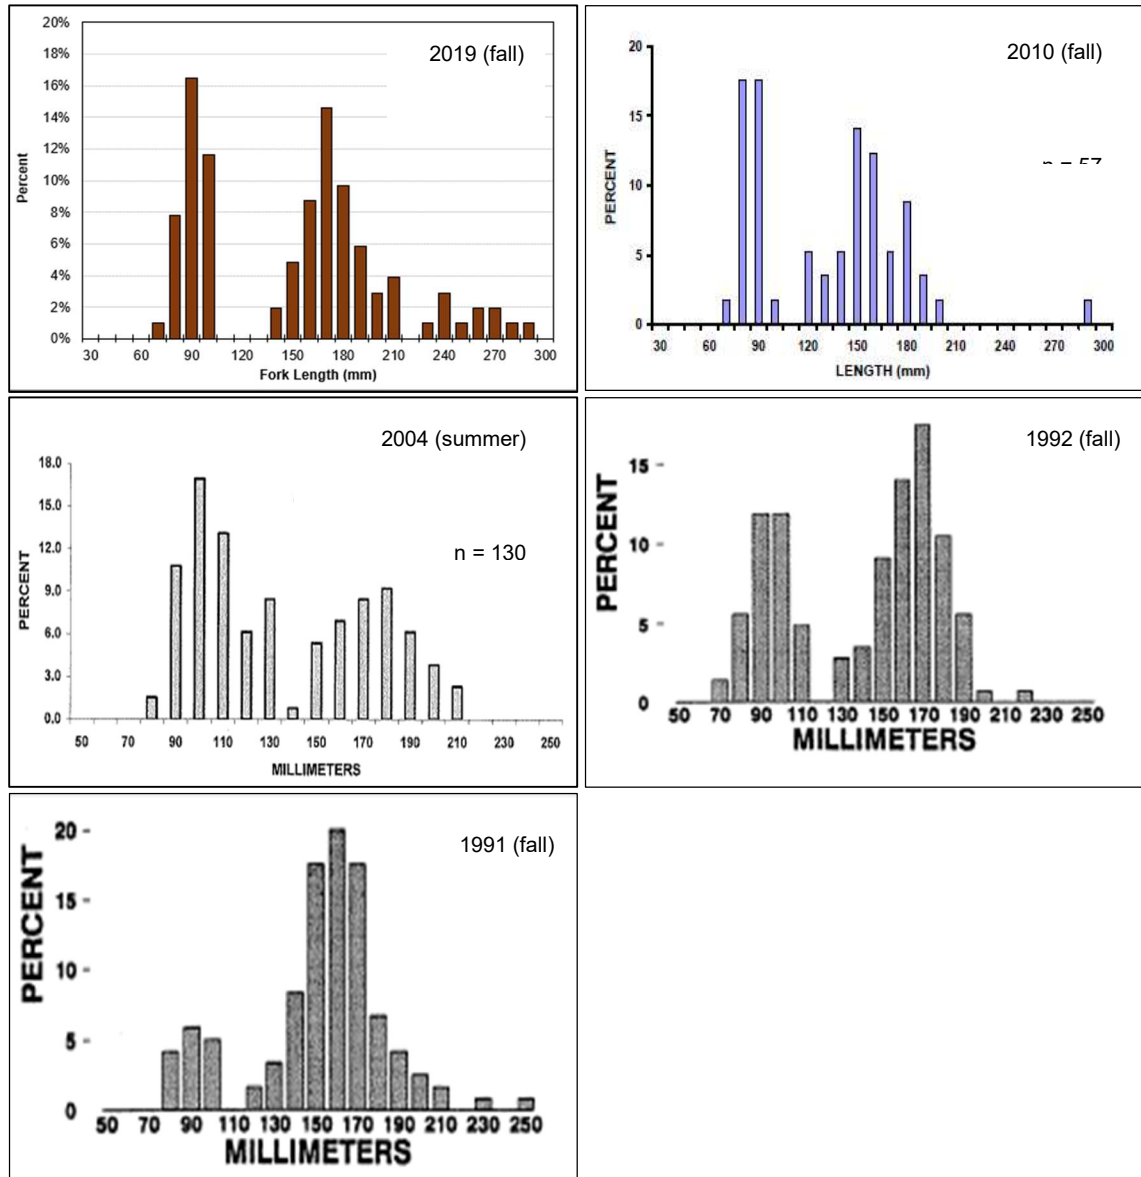 2019 (fall)
20%
18%
16%
14%
12%
10%
8%
6%
4%
2%
0%
Percent
30 60 90 120 150 180 210 240 270 300
Fork Length (mm)
2010 (fall)
20
15
10
5
0
PERCENT
30 60 90 120 150 180 210 240 270 300
LENGTH (mm)
2004 (summer)
18.0
15.0
12.0
9.0
6.0
3.0
0.0
PERCENT
n = 130
50 70 90 110 130 150 170 190 210 230 250
MILLIMETERS
1992 (fall)
15
10
5
0
PERCENT
50 70 90 110 130 150 170 190 210 230 250
MILLIMETERS
1991 (fall)
20
15
10
5
0
PERCENT
50 70 90 110 130 150 170 190 210 230 250
MILLIMETERS